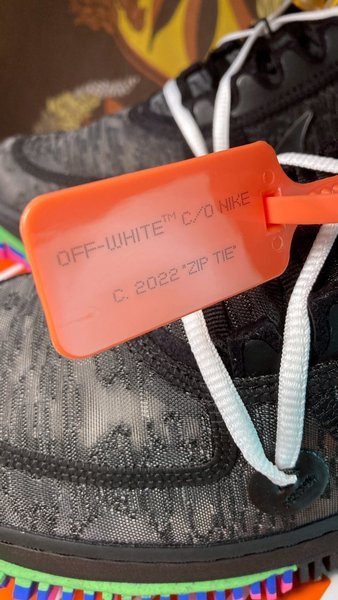 OFF-WHITE™ C/O NIKE
C. 2022 "ZIP TIE"